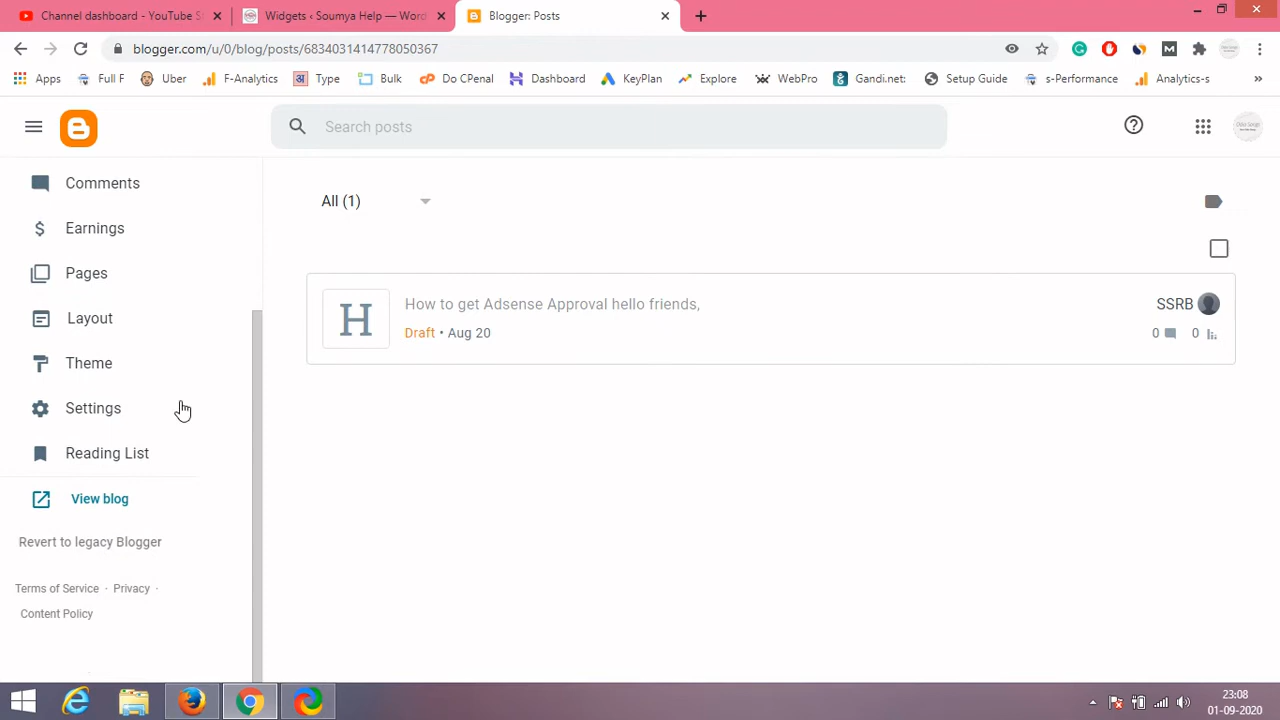 Channel dashboard - YouTube S
Widgets ‹ Soumya Help — Word
Blogger: Posts
blogger.com/u/0/blog/posts/6834031414778050367
Apps
Full F
Uber
F-Analytics
Type
Bulk
Do CPenal
Dashboard
KeyPlan
Explore
WebPro
Gandi.net:
Setup Guide
s-Performance
Analytics-s
Search posts
Comments
Earnings
Pages
Layout
Theme
Settings
Reading List
View blog
Revert to legacy Blogger
Terms of Service · Privacy ·
Content Policy
All (1)
H
How to get Adsense Approval hello friends,
SSRB
Draft • Aug 20
0
0
23:08
01-09-2020